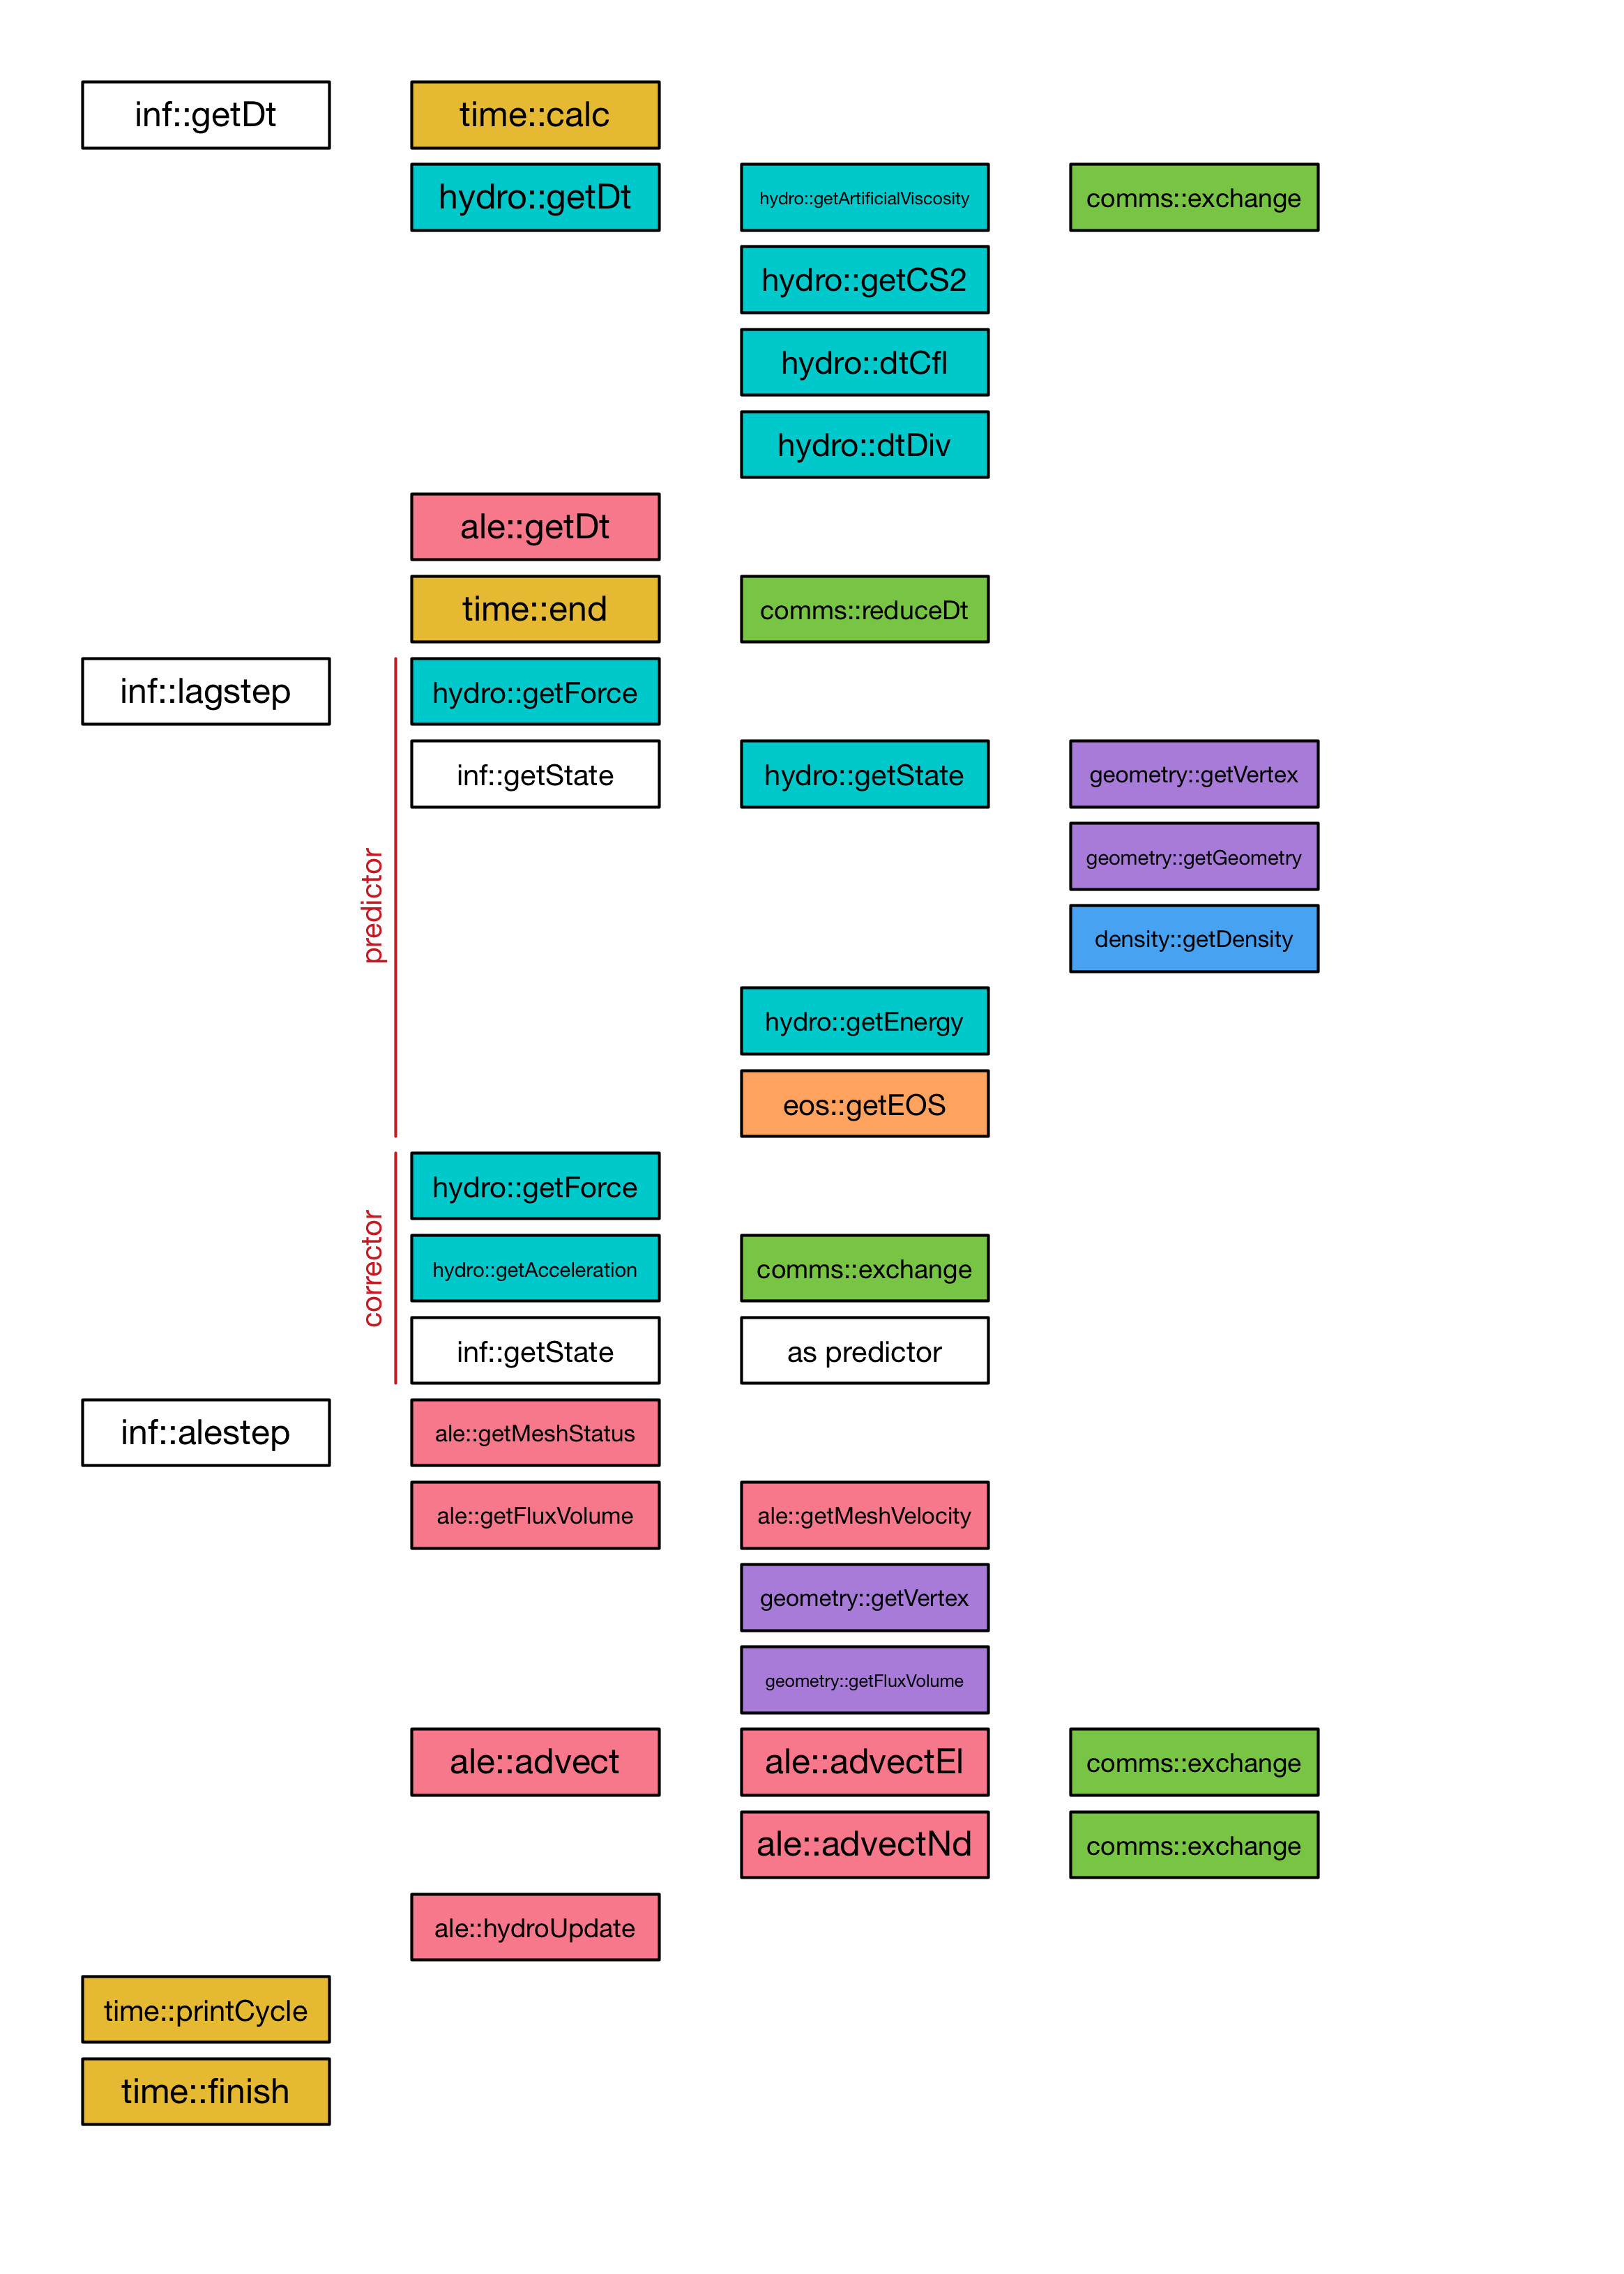 inf::getDt
time::calc
hydro::getDt
hydro::getArtificialViscosity
comms::exchange
hydro::getCS2
hydro::dtCfl
hydro::dtDiv
ale::getDt
time::end
comms::reduceDt
inf::lagstep
predictor
hydro::getForce
inf::getState
hydro::getState
geometry::getVertex
geometry::getGeometry
density::getDensity
hydro::getEnergy
eos::getEOS
corrector
hydro::getForce
hydro::getAcceleration
comms::exchange
inf::getState
as predictor
inf::alestep
ale::getMeshStatus
ale::getFluxVolume
ale::getMeshVelocity
geometry::getVertex
geometry::getFluxVolume
ale::advect
ale::advectEl
comms::exchange
ale::advectNd
comms::exchange
ale::hydroUpdate
time::printCycle
time::finish